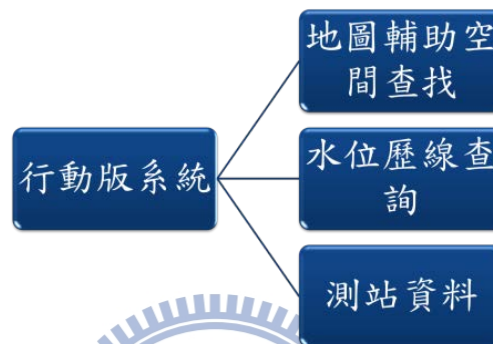 行動版系統
地圖輔助空
間查找
水位歷線查
詢
測站資料